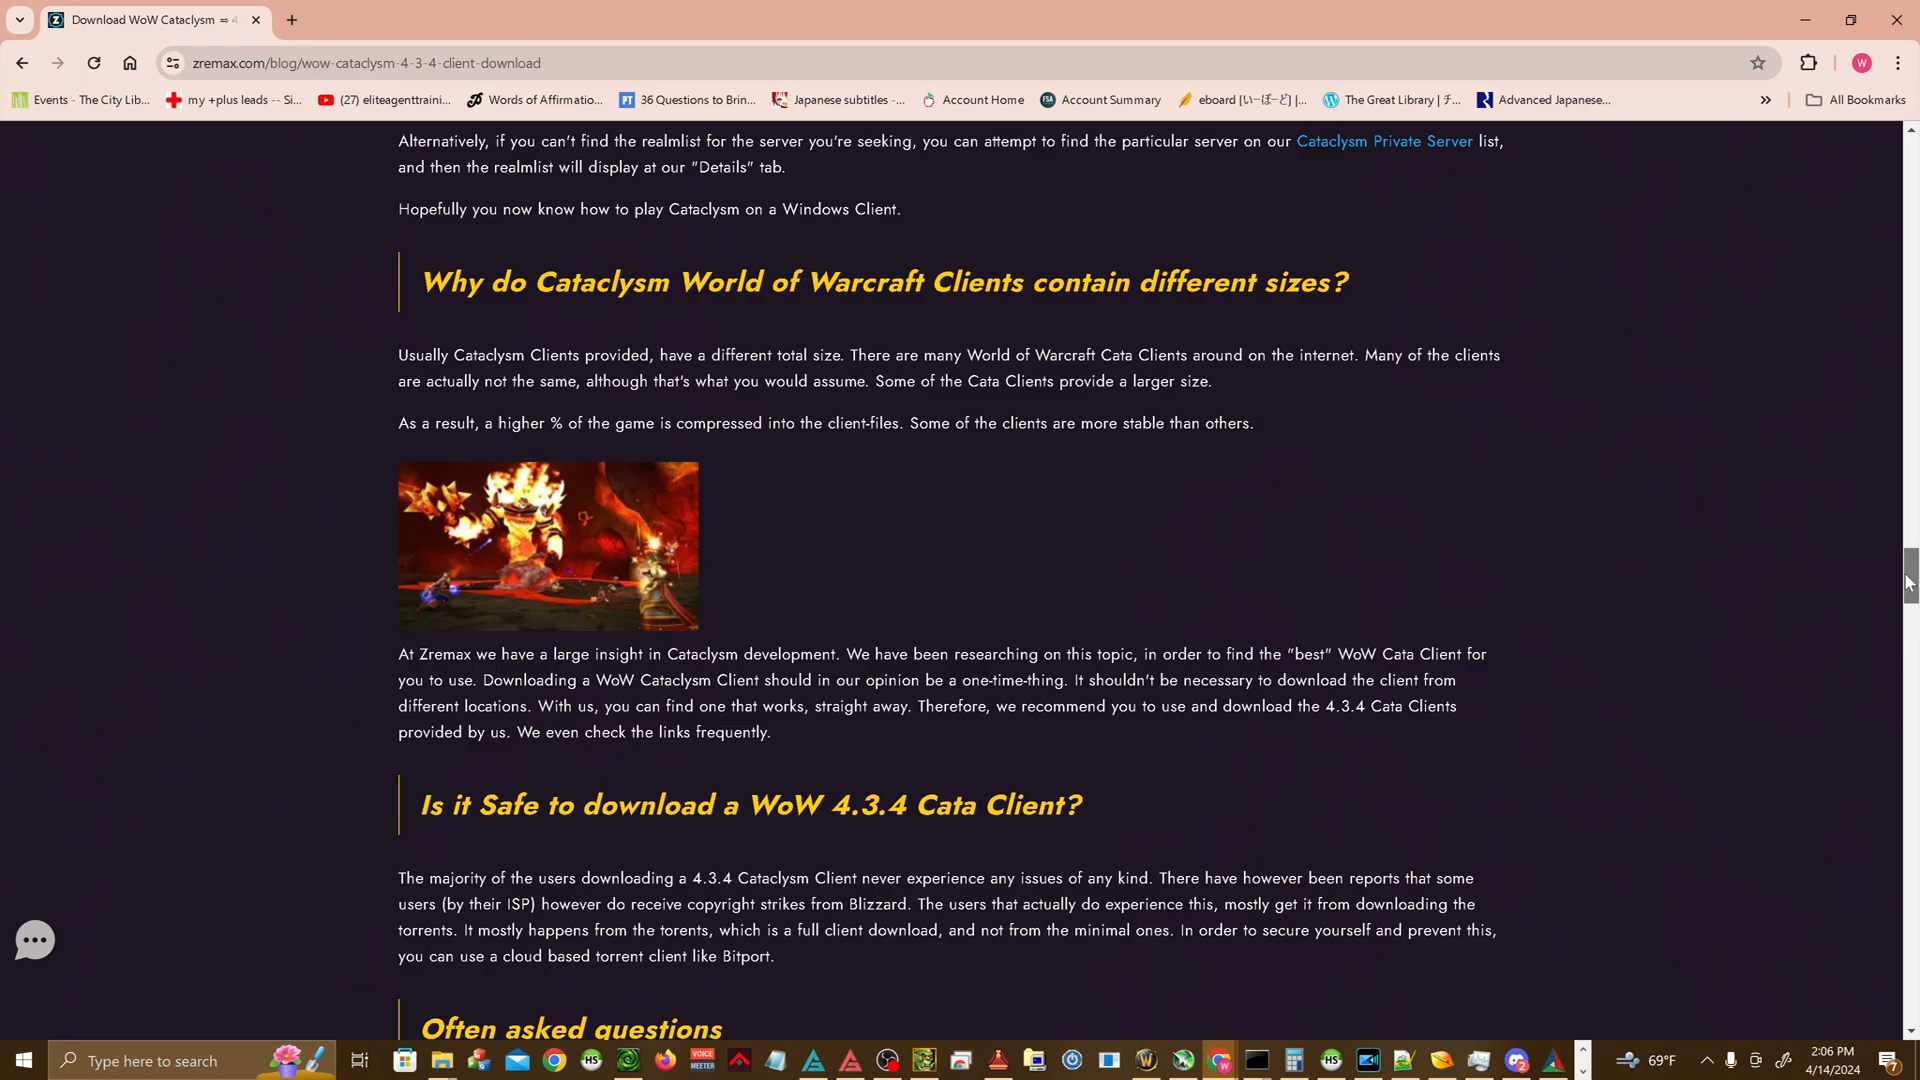 Download WoW Cataclysm ⇒ 4
zremax.com/blog/wow-cataclysm-4-3-4-client-download
W
Events - The City Lib...
my +plus leads -- Si...
(27) eliteagenttraini...
Words of Affirmatio...
PT 36 Questions to Brin...
Japanese subtitles -...
Account Home
FSA Account Summary
eboard [いーぼーど] |...
The Great Library | チ...
Advanced Japanese...
»
All Bookmarks
Alternatively, if you can't find the realmlist for the server you're seeking, you can attempt to find the particular server on our Cataclysm Private Server list,
and then the realmlist will display at our "Details" tab.
Hopefully you now know how to play Cataclysm on a Windows Client.
Why do Cataclysm World of Warcraft Clients contain different sizes?
Usually Cataclysm Clients provided, have a different total size. There are many World of Warcraft Cata Clients around on the internet. Many of the clients
are actually not the same, although that's what you would assume. Some of the Cata Clients provide a larger size.
As a result, a higher % of the game is compressed into the client-files. Some of the clients are more stable than others.
At Zremax we have a large insight in Cataclysm development. We have been researching on this topic, in order to find the "best" WoW Cata Client for
you to use. Downloading a WoW Cataclysm Client should in our opinion be a one-time-thing. It shouldn't be necessary to download the client from
different locations. With us, you can find one that works, straight away. Therefore, we recommend you to use and download the 4.3.4 Cata Clients
provided by us. We even check the links frequently.
Is it Safe to download a WoW 4.3.4 Cata Client?
The majority of the users downloading a 4.3.4 Cataclysm Client never experience any issues of any kind. There have however been reports that some
users (by their ISP) however do receive copyright strikes from Blizzard. The users that actually do experience this, mostly get it from downloading the
torrents. It mostly happens from the torents, which is a full client download, and not from the minimal ones. In order to secure yourself and prevent this,
you can use a cloud based torrent client like Bitport.
Often asked questions
Type here to search
HS
VOICE
MEETER
W
HS
2
69°F
2:06 PM
4/14/2024
7